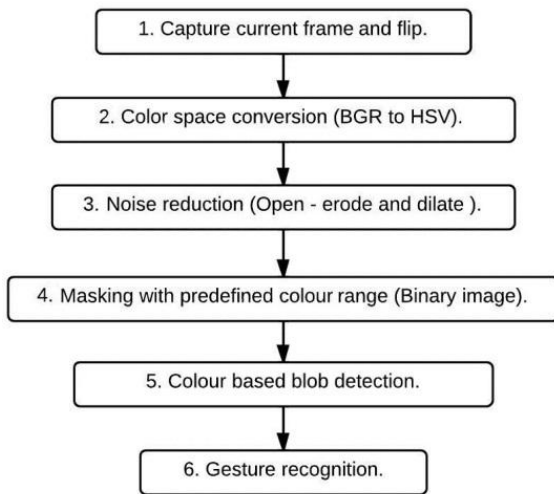 1. Capture current frame and flip.
2. Color space conversion (BGR to HSV).
3. Noise reduction (Open - erode and dilate ).
4. Masking with predefined colour range (Binary image).
5. Colour based blob detection.
6. Gesture recognition.